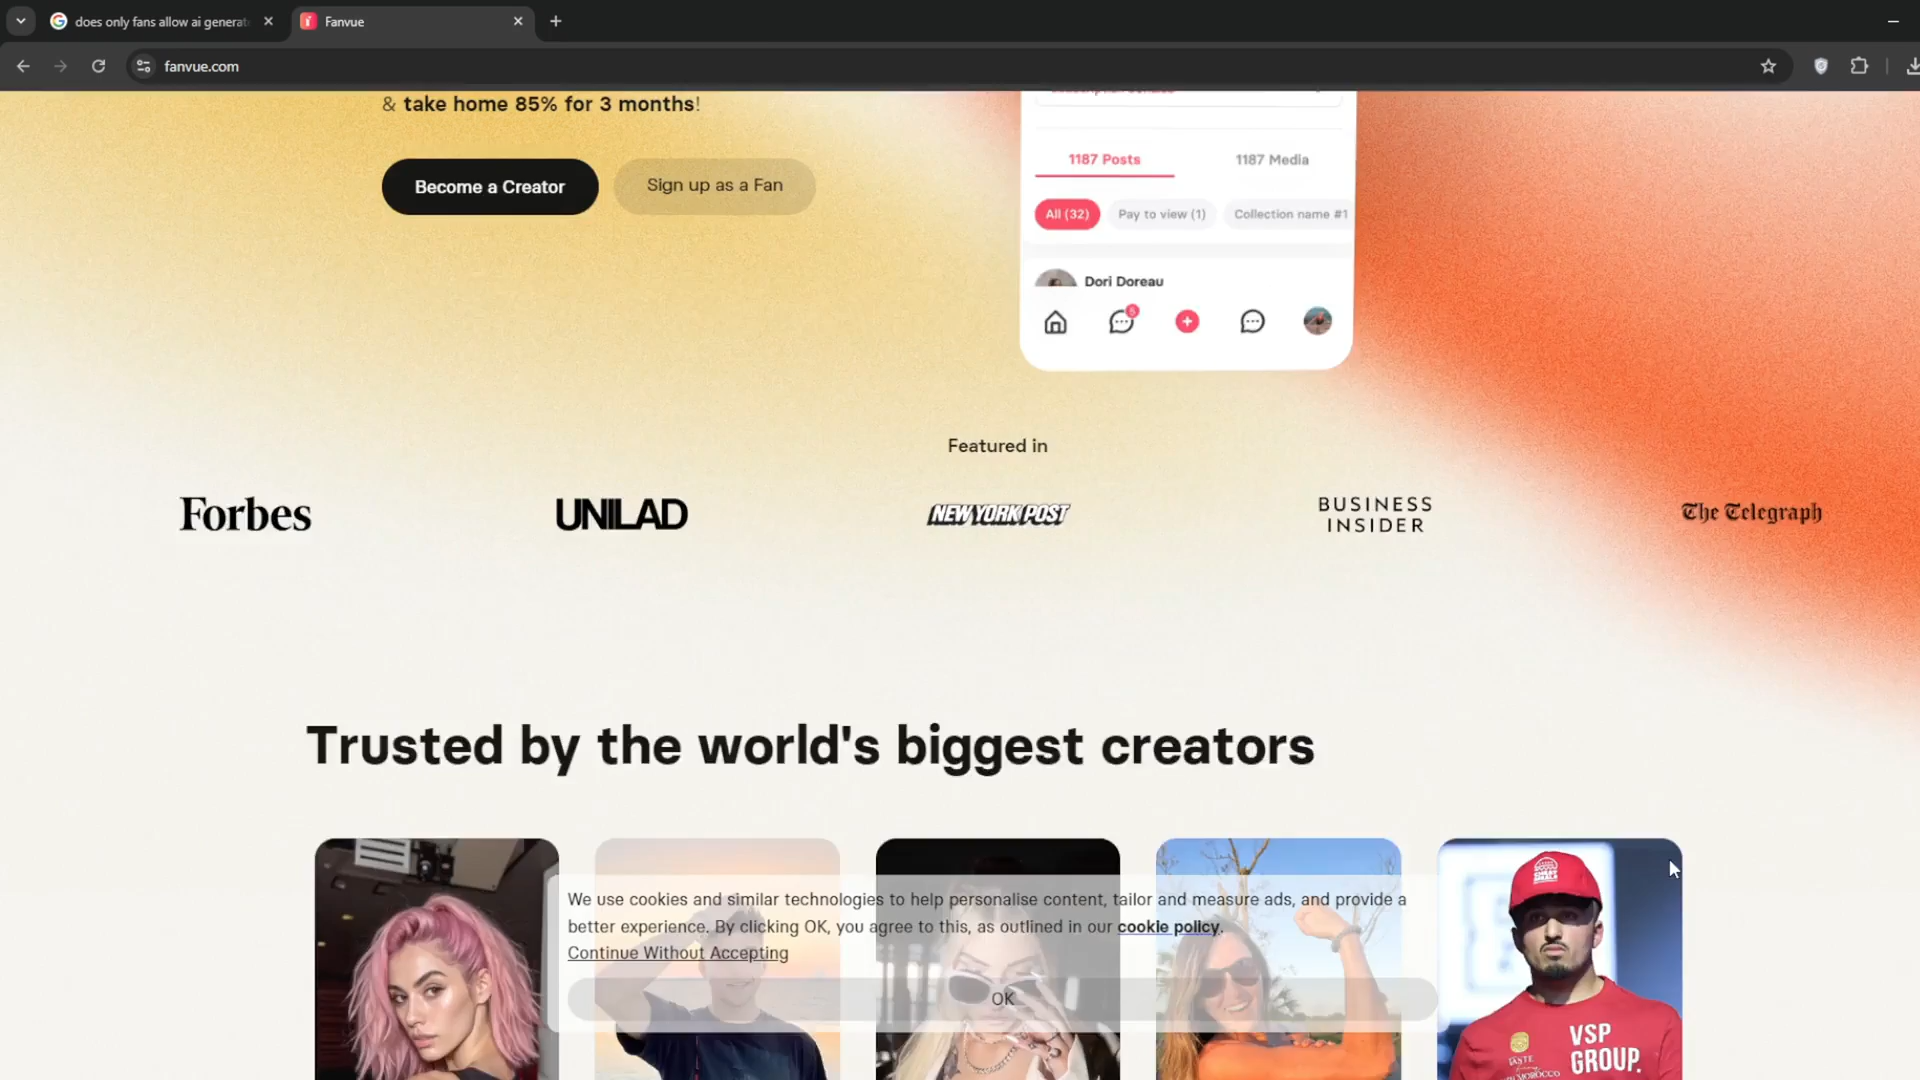 does only fans allow ai generat
Fanvue
fanvue.com
& take home 85% for 3 months!
Become a Creator
Sign up as a Fan
1187 Posts
1187 Media
All (32)
Pay to view (1)
Collection name #1
Dori Doreau
5
Featured in
Forbes
UNILAD
NEW YORK POST
BUSINESS
INSIDER
The Telegraph
Trusted by the world's biggest creators
We use cookies and similar technologies to help personalise content, tailor and measure ads, and provide a
better experience. By clicking OK, you agree to this, as outlined in our cookie policy.
Continue Without Accepting
OK
VSP
GROUP.
TASTE
MOROCCO